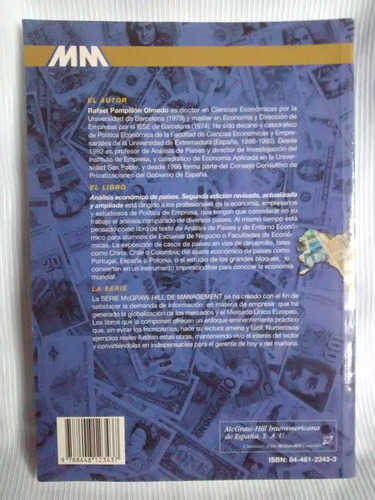 MM
EL AUTOR
Rafael Pampillón Olmedo es doctor en Ciencias Económicas por la
Universidad de Barcelona (1979) y master en Economía y Dirección de
Empresas por el IESE de Barcelona (1974). Ha sido decano y catedrático
de Política Económica de la Facultad de Ciencias Económicas y Empre-
sariales de la Universidad de Extremadura (España, 1985-1992). Desde
1992 es profesor de Análisis de Países y director de Investigación del
Instituto de Empresa, y catedrático de Economía Aplicada en la Univer-
sidad San Pablo, y desde 1996 forma parte del Consejo Consultivo de
Privatizaciones del Gobierno de España.
EL LIBRO
Análisis económico de países. Segunda edición revisada, actualizada
y ampliada está dirigido a los profesionales de la economía, empresarios
y estudiosos de Política de Empresa, que tengan que considerar en su
trabajo el análisis comparado de diversos países. Al mismo tiempo está
pensado como libro de texto de Análisis de Países y de Entorno Econó-
mico para alumnos de Escuelas de Negocio o Facultades de Economi-
cas. La exposición de casos de países en vías de desarrollo, tales
como China, Chile o Colombia; del ajuste económico de países como
Portugal, España o Polonia, o el estudio de los grandes bloques, lo
convierten en un instrumento imprescindible para conocer la economía
mundial.
LA SERIE
La SERIE McGRAW-HILL DE MANAGEMENT se ha creado con el fin de
satisfacer la demanda de información en materia de empresa que ha
generado la globalización de los mercados y el Mercado Único Europeo.
Los libros que la componen ofrecen un enfoque eminentemente práctico
que, sin evitar los tecnicismos, hace su lectura amena y fácil. Numerosos
ejemplos reales ilustran estas obras, manteniendo vivo el interés del lector
y convirtiéndolas en indispensables para el gerente de hoy y del mañana.
9 788448 123437
McGraw-Hill Interamericana
de España, S. A. U.
A Subsidiary of The McGraw-Hill Companies
ISBN: 84-481-2343-3